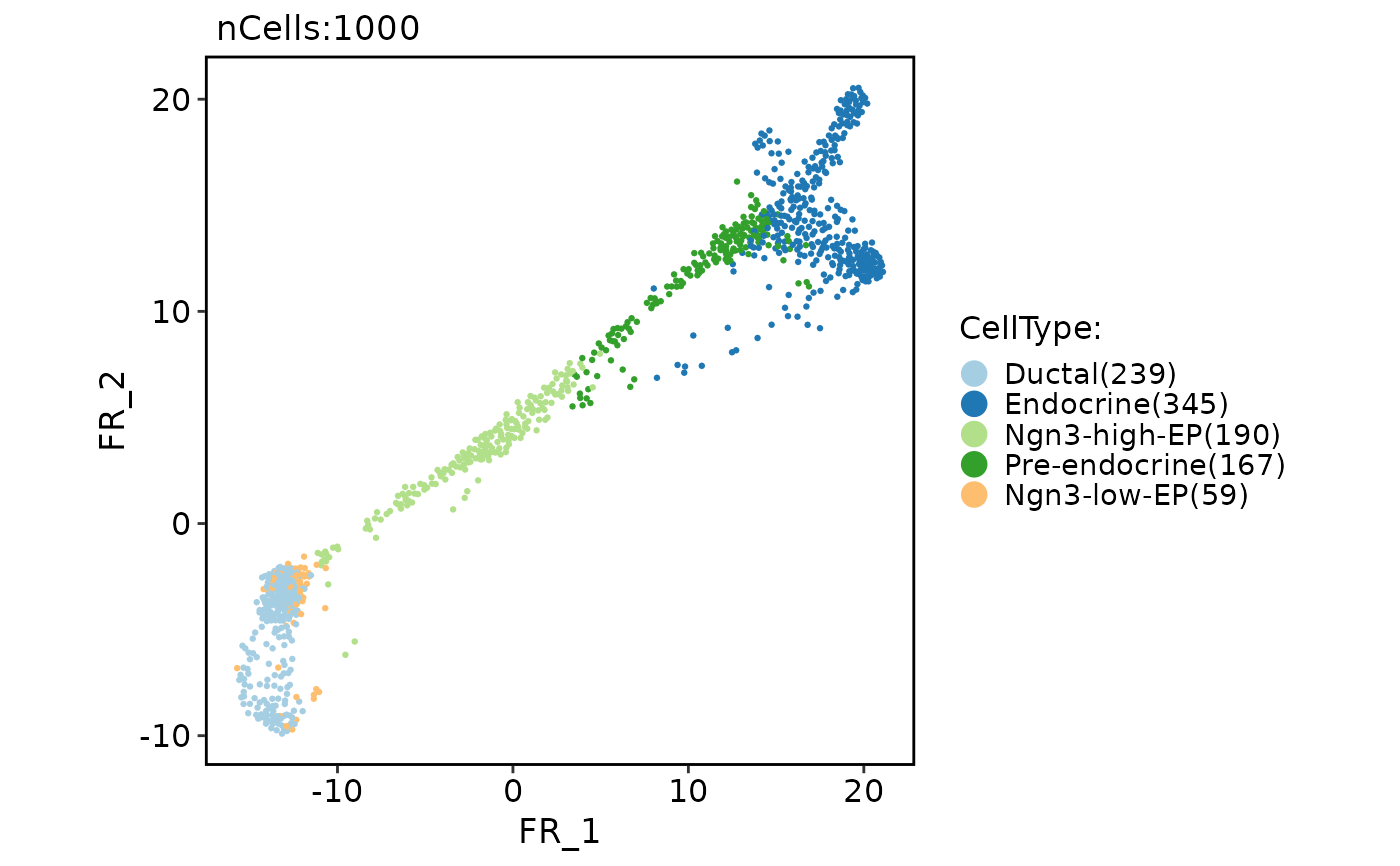 nCells:1000
20
10
0
-10
FR_2
-10
0
10
20
FR_1
CellType:
Ductal(239)
Endocrine(345)
Ngn3-high-EP(190)
Pre-endocrine(167)
Ngn3-low-EP(59)